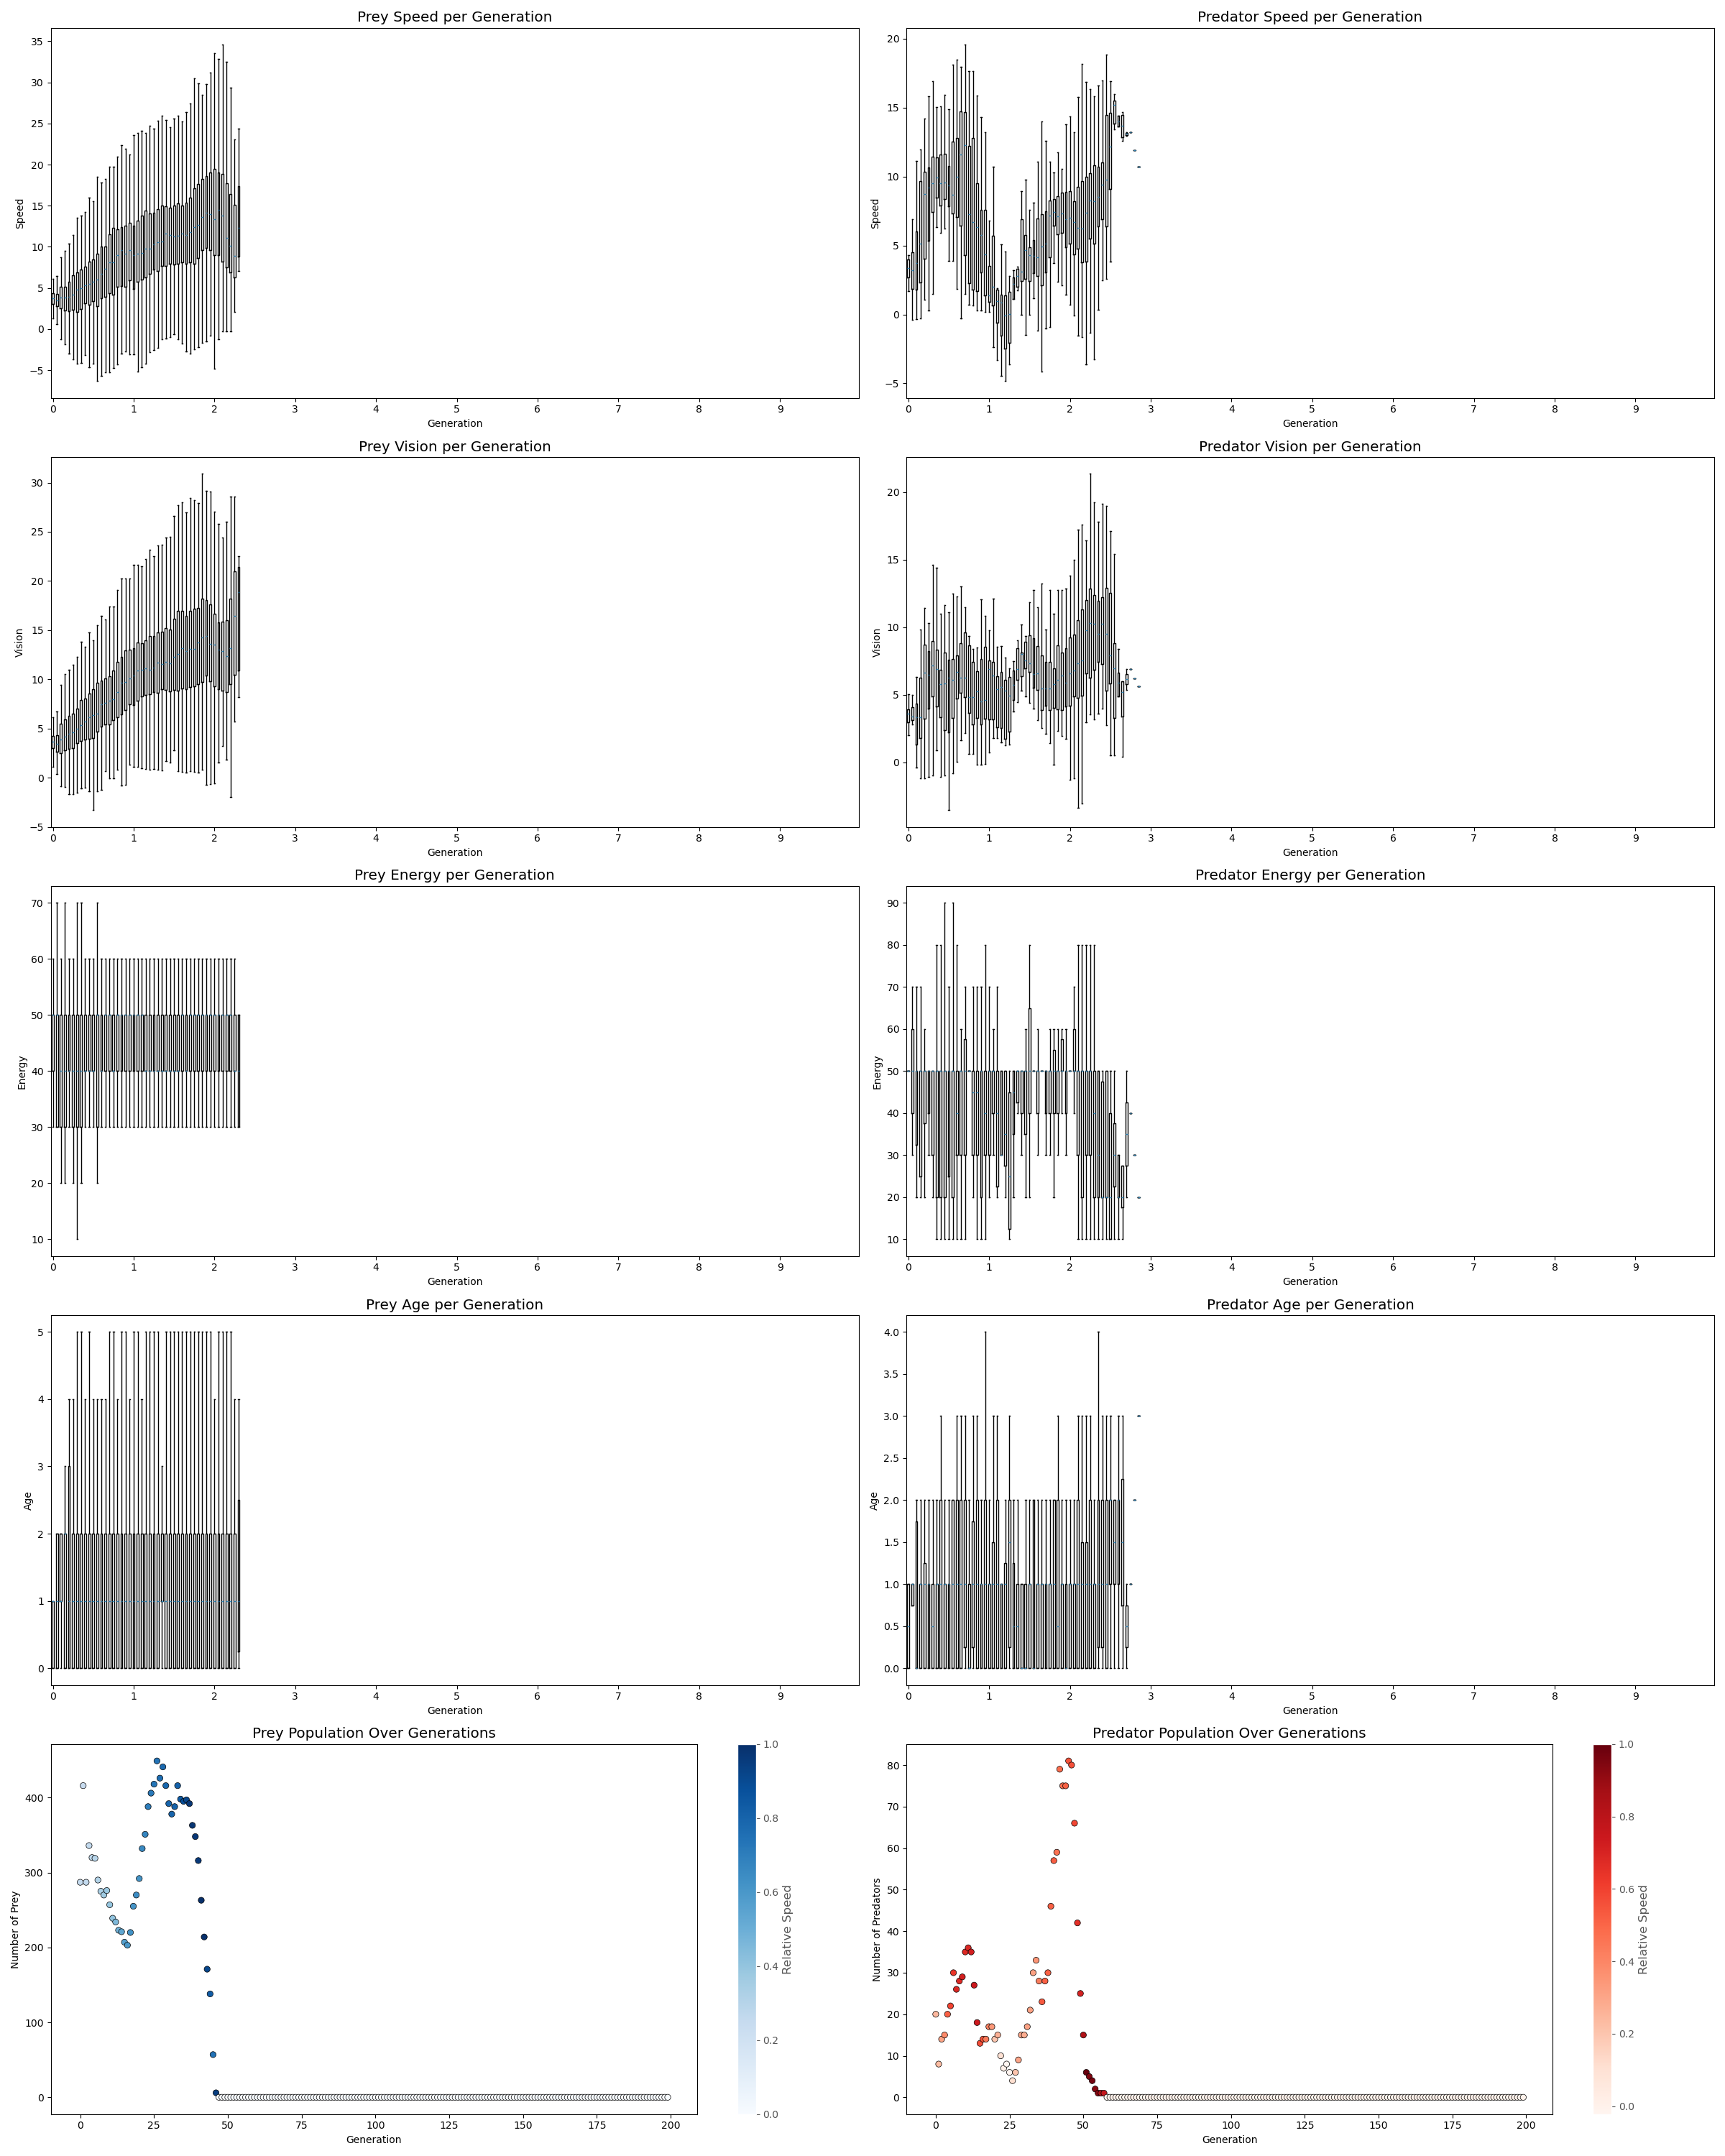 Prey Speed per Generation
35
30
25
20
15
10
5
0
−5
Speed
0 1 2 3 4 5 6 7 8 9
Generation
Predator Speed per Generation
20
15
10
5
0
−5
Speed
0 1 2 3 4 5 6 7 8 9
Generation
Prey Vision per Generation
30
25
20
15
10
5
0
−5
Vision
0 1 2 3 4 5 6 7 8 9
Generation
Predator Vision per Generation
20
15
10
5
0
Vision
0 1 2 3 4 5 6 7 8 9
Generation
Prey Energy per Generation
70
60
50
40
30
20
10
Energy
0 1 2 3 4 5 6 7 8 9
Generation
Predator Energy per Generation
90
80
70
60
50
40
30
20
10
Energy
0 1 2 3 4 5 6 7 8 9
Generation
Prey Age per Generation
5
4
3
2
1
0
Age
0 1 2 3 4 5 6 7 8 9
Generation
Predator Age per Generation
4.0
3.5
3.0
2.5
2.0
1.5
1.0
0.5
0.0
Age
0 1 2 3 4 5 6 7 8 9
Generation
Prey Population Over Generations
400
300
200
100
0
Number of Prey
0 25 50 75 100 125 150 175 200
Generation
1.0
0.8
0.6
0.4
0.2
0.0
Relative Speed
Predator Population Over Generations
80
70
60
50
40
30
20
10
0
Number of Predators
0 25 50 75 100 125 150 175 200
Generation
1.0
0.8
0.6
0.4
0.2
0.0
Relative Speed